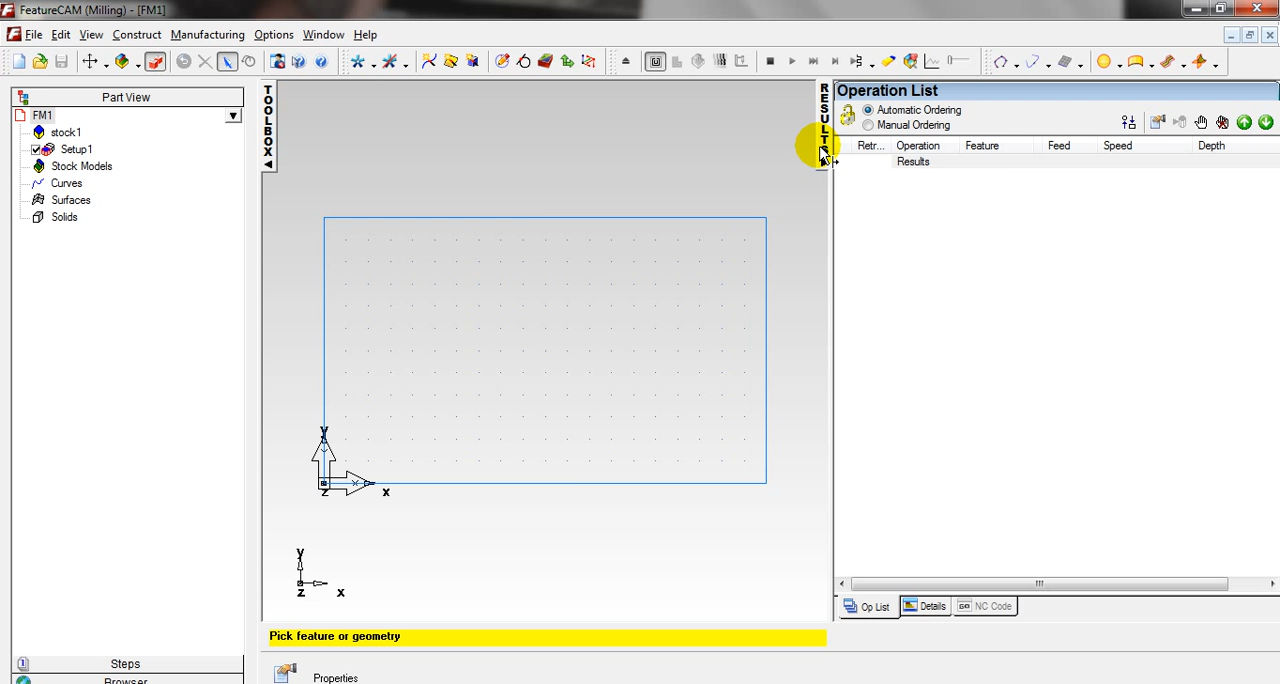 FeatureCAM (Milling) - [FM1]
File Edit View Construct Manufacturing Options Window Help
Part View
FM1
stock1
Setup1
Stock Models
Curves
Surfaces
Solids
Steps
Browser
TOOLBOX
RESULTS
y
x
z
y
x
z
Pick feature or geometry
Properties
Operation List
Automatic Ordering
Manual Ordering
Retr... Operation Feature Feed Speed Depth
Results
Op List Details NC Code